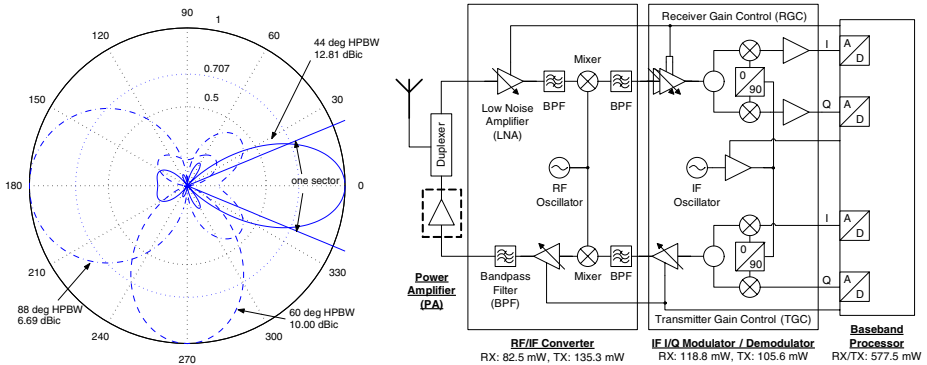 90
1
120
60
44 deg HPBW
12.81 dBic
0.707
0.5
150
30
180
one sector
0
210
330
88 deg HPBW
6.69 dBic
60 deg HPBW
10.00 dBic
240
300
270
Receiver Gain Control (RGC)
Mixer
I
A
D
0
90
BPF
BPF
Low Noise
Amplifier
(LNA)
Q
A
D
Duplexer
RF
Oscillator
IF
Oscillator
I
A
D
0
90
Power
Amplifier
(PA)
Bandpass
Filter
(BPF)
Mixer
BPF
Q
A
D
Transmitter Gain Control (TGC)
RF/IF Converter
RX: 82.5 mW, TX: 135.3 mW
IF I/Q Modulator / Demodulator
RX: 118.8 mW, TX: 105.6 mW
Baseband
Processor
RX/TX: 577.5 mW